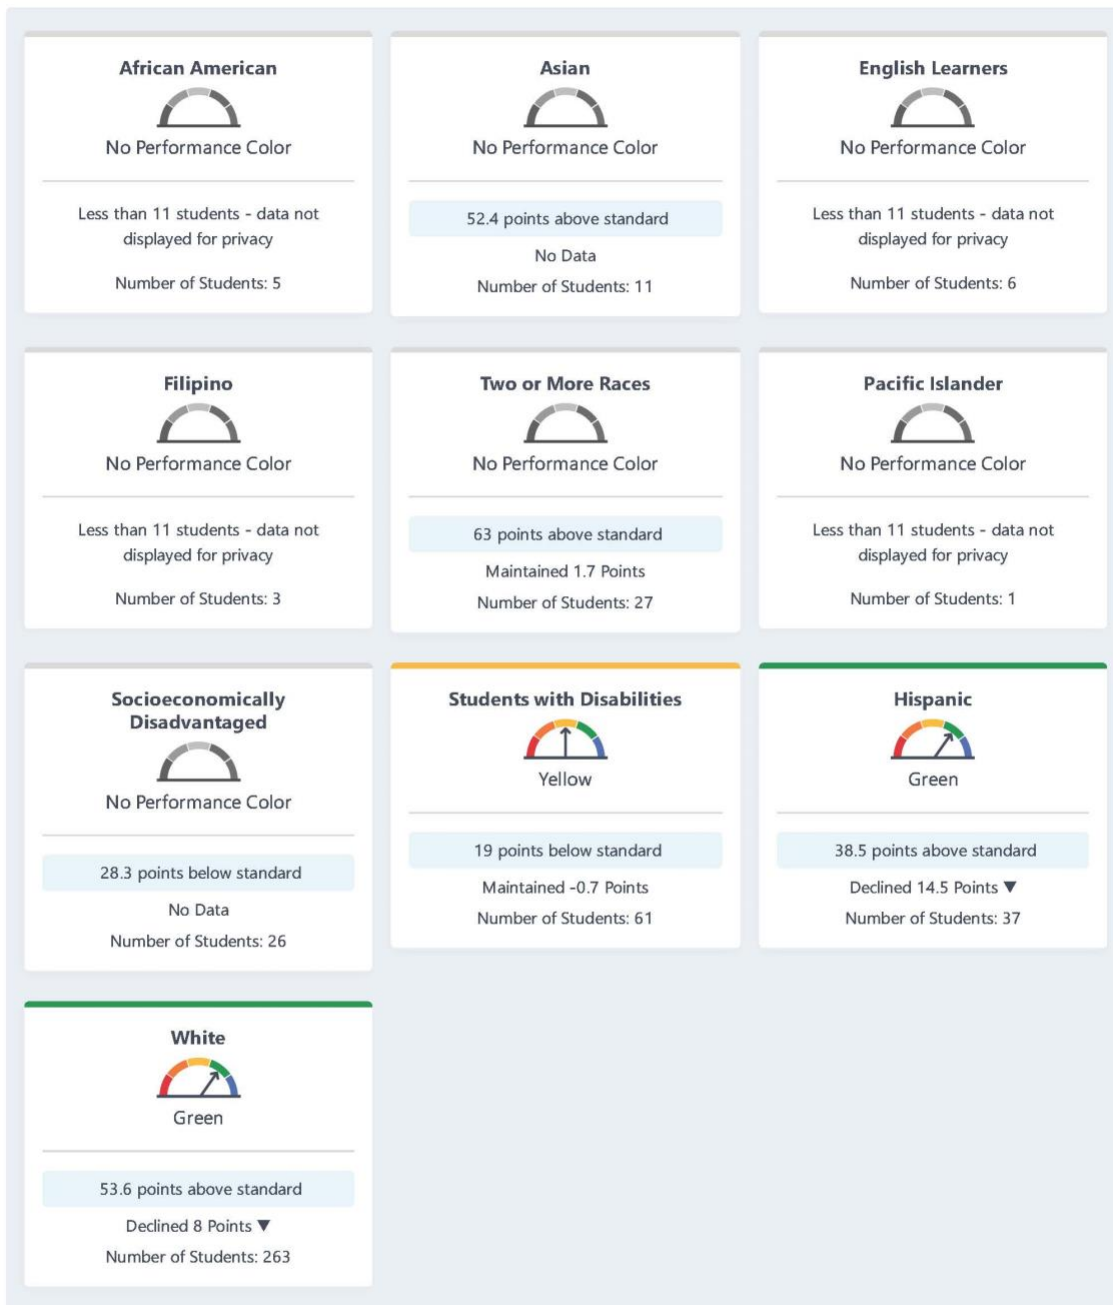 African American
No Performance Color
Less than 11 students - data not
displayed for privacy
Number of Students: 5
Asian
No Performance Color
52.4 points above standard
No Data
Number of Students: 11
English Learners
No Performance Color
Less than 11 students - data not
displayed for privacy
Number of Students: 6
Filipino
No Performance Color
Less than 11 students - data not
displayed for privacy
Number of Students: 3
Two or More Races
No Performance Color
63 points above standard
Maintained 1.7 Points
Number of Students: 27
Pacific Islander
No Performance Color
Less than 11 students - data not
displayed for privacy
Number of Students: 1
Socioeconomically
Disadvantaged
No Performance Color
28.3 points below standard
No Data
Number of Students: 26
Students with Disabilities
Yellow
19 points below standard
Maintained -0.7 Points
Number of Students: 61
Hispanic
Green
38.5 points above standard
Declined 14.5 Points ▼
Number of Students: 37
White
Green
53.6 points above standard
Declined 8 Points ▼
Number of Students: 263